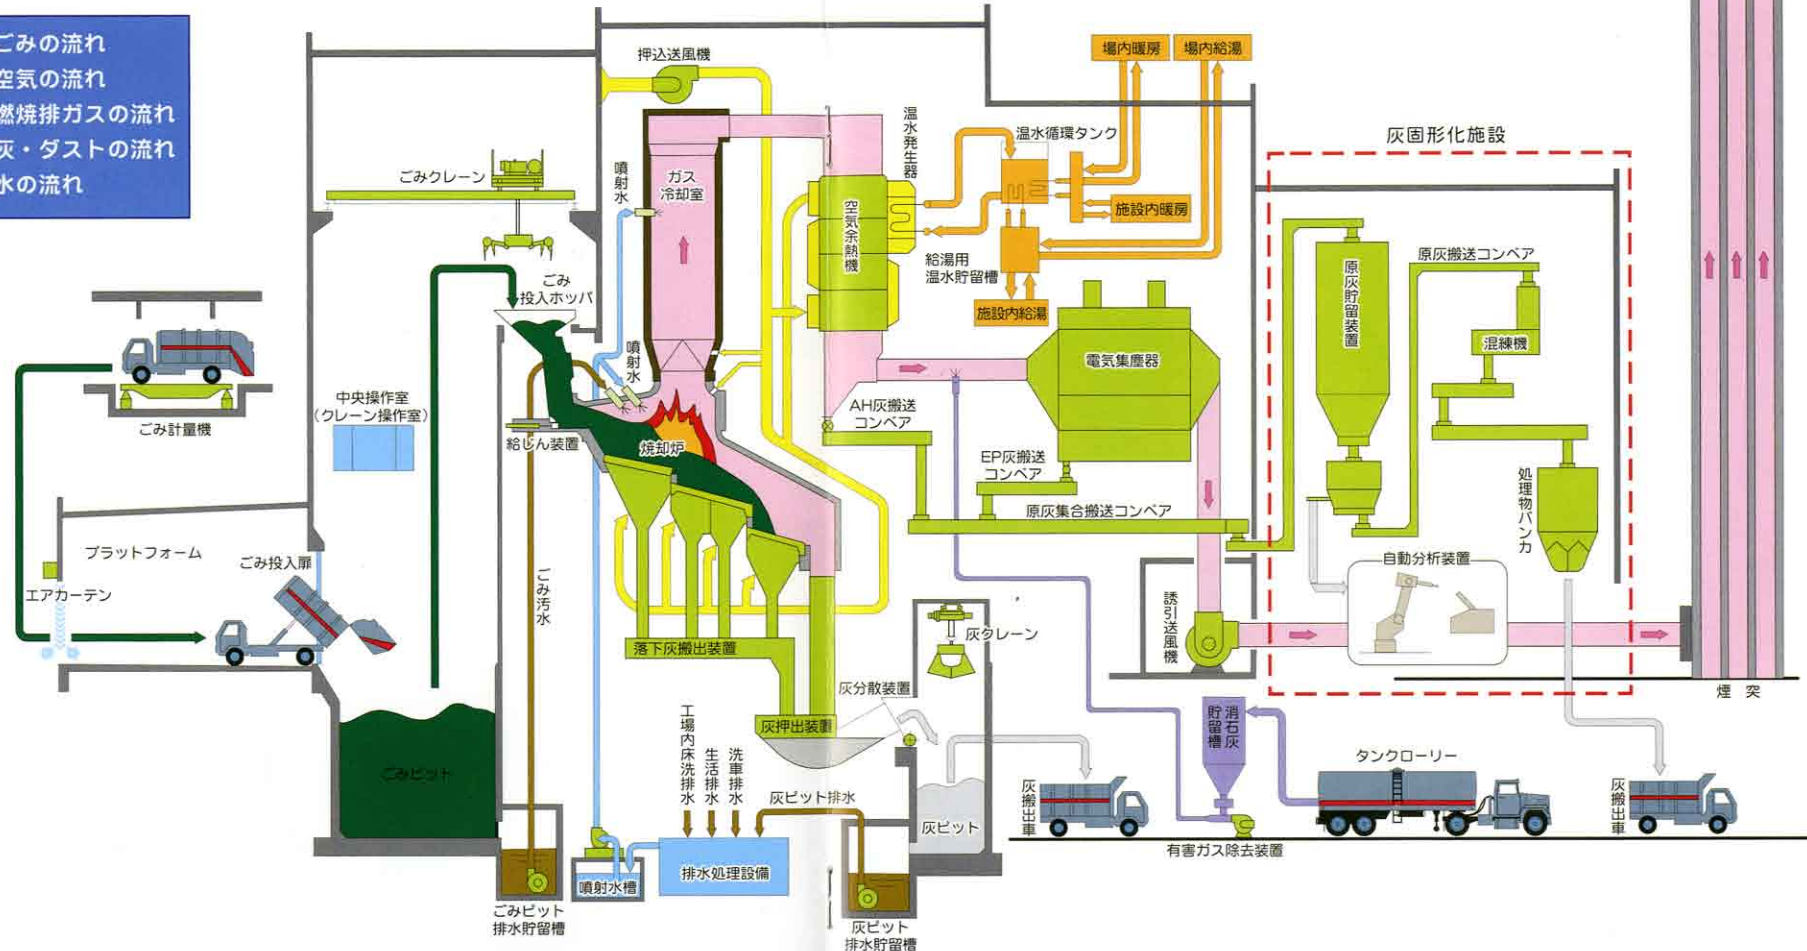 ごみの流れ
空気の流れ
燃焼排ガスの流れ
灰・ダストの流れ
水の流れ
押込送風機
場内暖房
場内給湯
ごみクレーン
噴射水
ガス
冷却室
温水発生器
温水循環タンク
施設内暖房
空気余熱機
給湯用
温水貯留槽
施設内給湯
灰固形化施設
原灰貯留装置
原灰搬送コンベア
混練機
処理物バンカ
自動分析装置
ごみ
投入ホッパ
噴射水
ごみ計量機
中央操作室
(クレーン操作室)
給じん装置
焼却炉
電気集塵器
AH灰搬送
コンベア
EP灰搬送
コンベア
原灰集合搬送コンベア
プラットフォーム
エアカーテン
ごみ投入扉
ごみ汚水
落下灰搬出装置
灰クレーン
誘引送風機
煙突
灰分散装置
灰押出装置
工場内床洗排水
生活排水
洗車排水
灰ピット排水
消石灰
貯留槽
タンクローリー
ごみピット
灰ピット
灰搬出車
灰搬出車
有害ガス除去装置
噴射水槽
排水処理設備
ごみピット
排水貯留槽
灰ピット
排水貯留槽